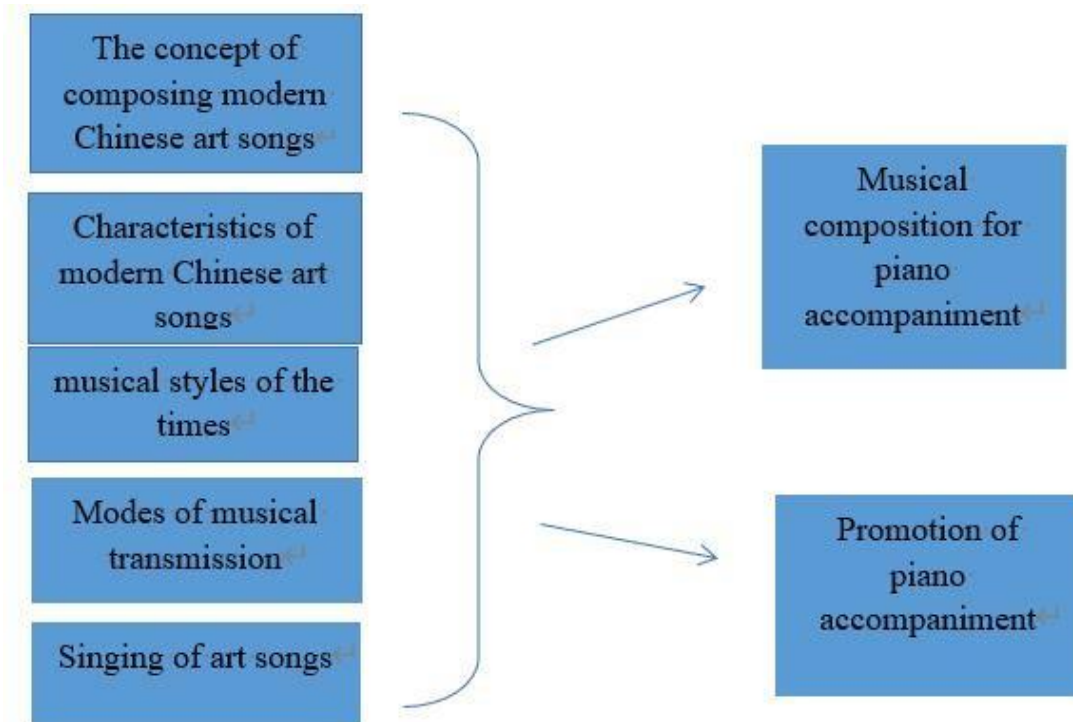 The concept of
composing modern
Chinese art songs↵
Characteristics of
modern Chinese art
songs↵
musical styles of the
times↵
Modes of musical
transmission↵
Singing of art songs↵
Musical
composition for
piano
accompaniment↵
Promotion of
piano
accompaniment↵